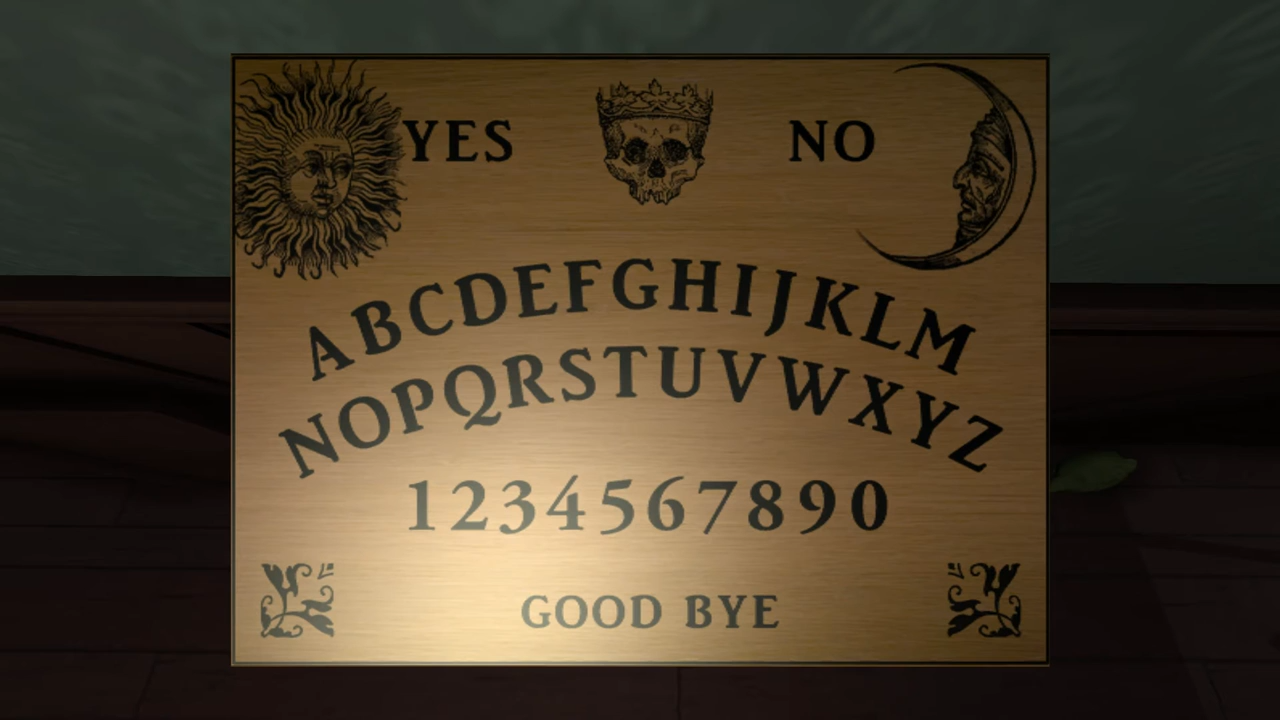 YES NO
ABCDEFGHIJKLM
NOPQRSTUVWXYZ
1234567890
GOOD BYE